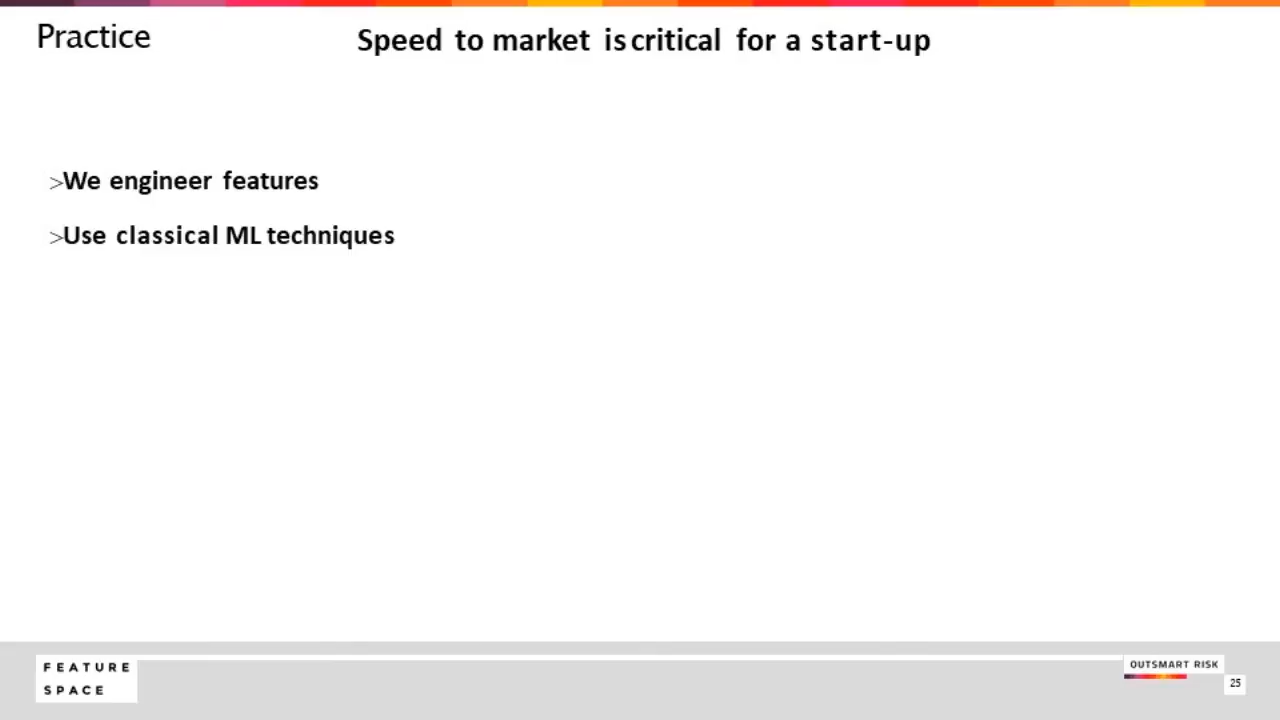 Practice
Speed to market is critical for a start-up
>We engineer features
>Use classical ML techniques
FEATURE
SPACE
OUTSMART RISK
25